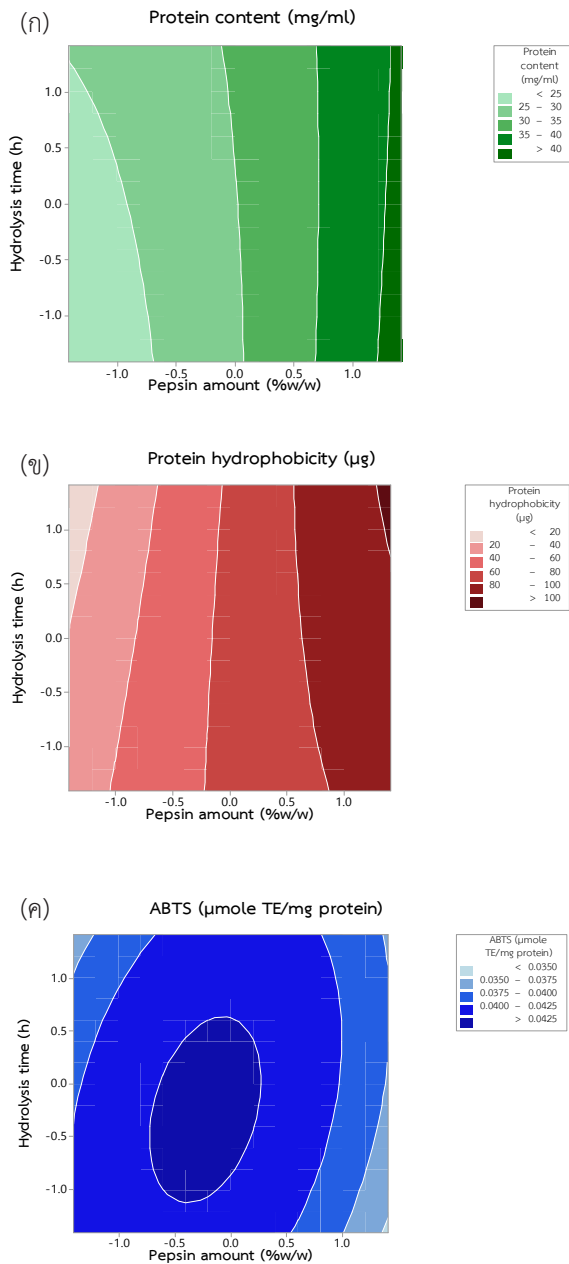 (ก)
Protein content (mg/ml)
Protein
content
(mg/ml)
< 25
25 – 30
30 – 35
35 – 40
> 40
Hydrolysis time (h)
1.0
0.0
-1.0
-1.0 -0.5 0.0 0.5 1.0
Pepsin amount (%w/w)
(ข)
Protein hydrophobicity (µg)
Protein
hydrophobicity
(µg)
< 20
20 – 40
40 – 60
60 – 80
80 – 100
> 100
Hydrolysis time (h)
1.0
0.5
0.0
-0.5
-1.0
-1.0 -0.5 0.0 0.5 1.0
Pepsin amount (%w/w)
(ค)
ABTS (µmole TE/mg protein)
ABTS (µmole
TE/mg protein)
< 0.0350
0.0350 – 0.0375
0.0375 – 0.0400
0.0400 – 0.0425
> 0.0425
Hydrolysis time (h)
1.0
0.5
0.0
-0.5
-1.0
-1.0 -0.5 0.0 0.5 1.0
Pepsin amount (%w/w)